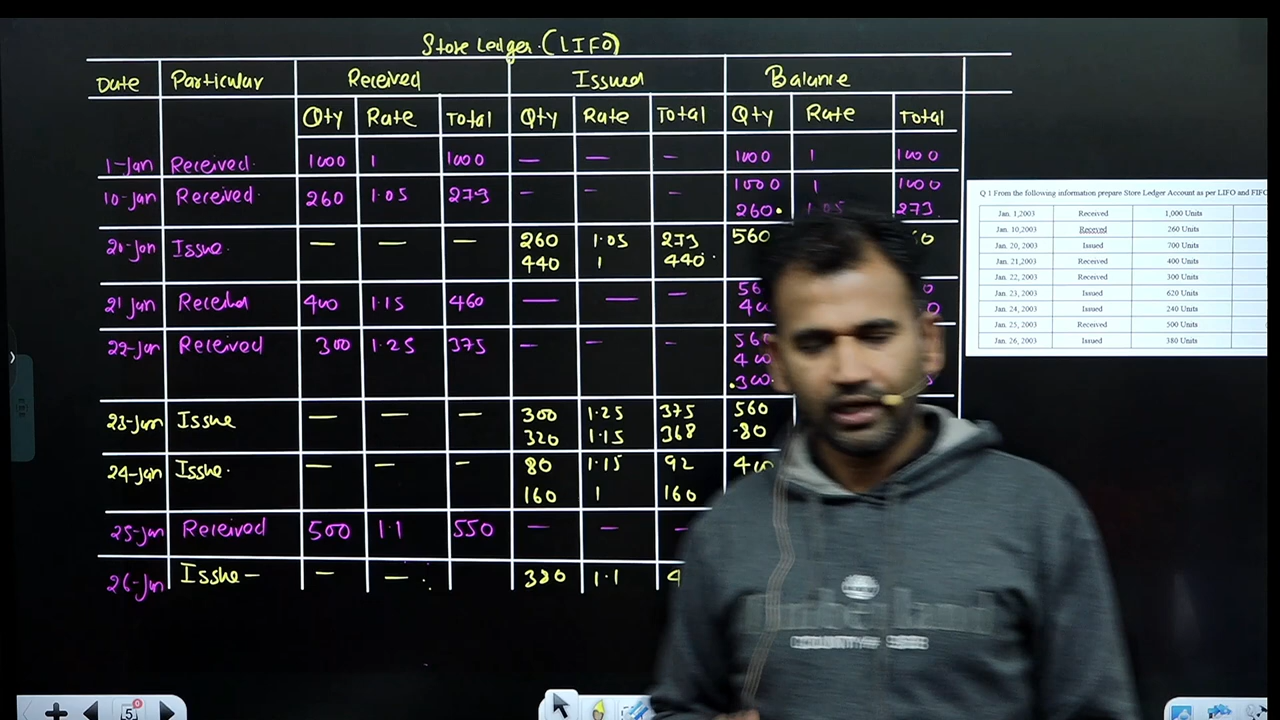 Store Ledger (LIFO)
Date Particular Received Issued Balance
Qty Rate Total Qty Rate Total Qty Rate Total
1-Jan Received 1000 1 1000 — — - 1000 1 1000
10-Jan Received 260 1.05 273 - - - 1000 1 1000
260 1.05 273
20-Jan Issue — — — 260 1.05 273 560
440 1 440
21 Jan Received 400 1.15 460 — — -
22-Jan Received 300 1.25 375 - - - 560
300
23-Jan Issue — — — 300 1.25 375 560
320 1.15 368 80
24-Jan Issue - - - 80 1.15 92 400
160 1 160
25-Jan Received 500 1.1 550 - - -
26-Jan Issue - - — 380 1.1
Q 1 From the following information prepare Store Ledger Account as per LIFO and FIFO
Jan. 1,2003 Received 1,000 Units
Jan. 10,2003 Receved 260 Units
Jan. 20, 2003 Issued 700 Units
Jan. 21,2003 Received 400 Units
Jan. 22, 2003 Received 300 Units
Jan. 23, 2003 Issued 620 Units
Jan. 24, 2003 Issued 240 Units
Jan. 25, 2003 Received 500 Units
Jan. 26, 2003 Issued 380 Units
5